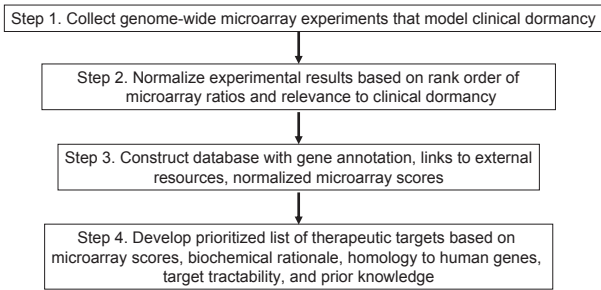 Step 1. Collect genome-wide microarray experiments that model clinical dormancy
Step 2. Normalize experimental results based on rank order of
microarray ratios and relevance to clinical dormancy
Step 3. Construct database with gene annotation, links to external
resources, normalized microarray scores
Step 4. Develop prioritized list of therapeutic targets based on
microarray scores, biochemical rationale, homology to human genes,
target tractability, and prior knowledge